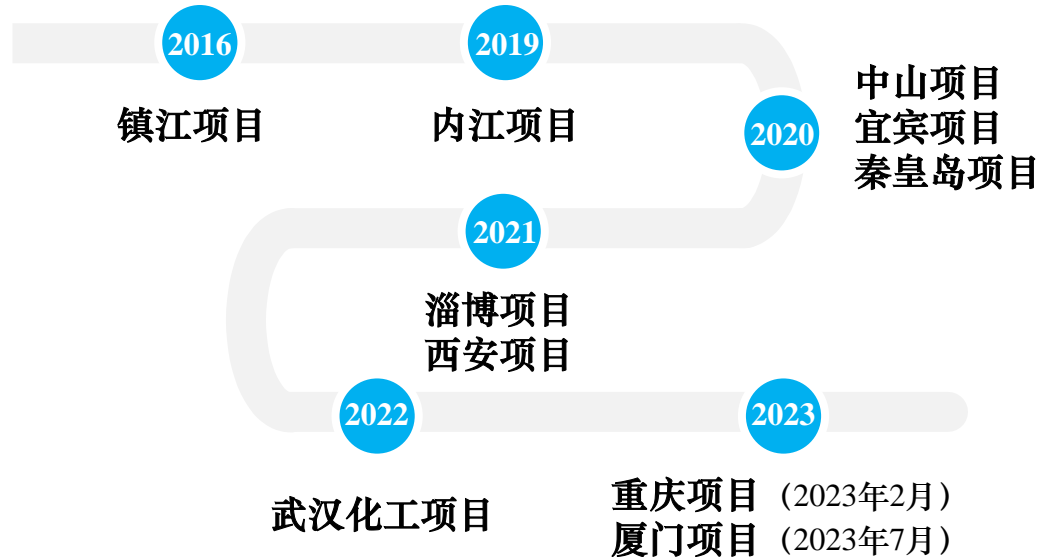 2016
镇江项目
2019
内江项目
2020
中山项目
宜宾项目
秦皇岛项目
2021
淄博项目
西安项目
2022
武汉化工项目
2023
重庆项目（2023年2月）
厦门项目（2023年7月）